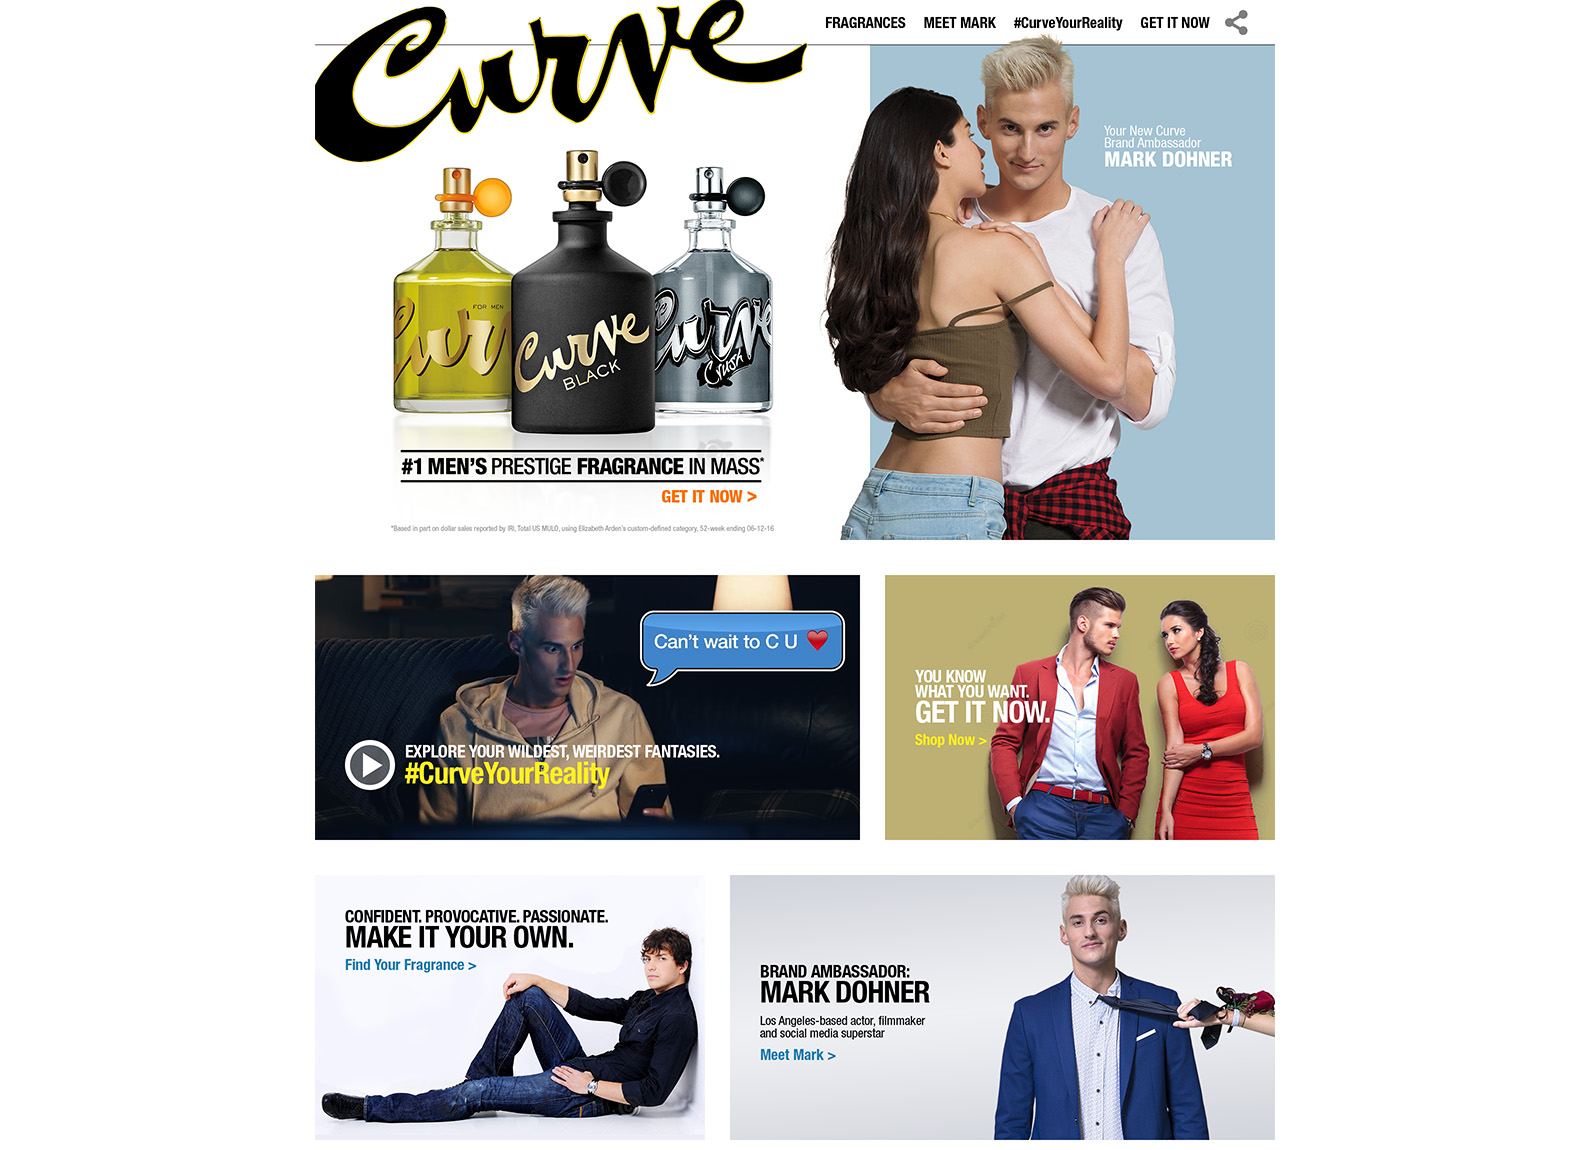 Curve
FRAGRANCES MEET MARK #CurveYourReality GET IT NOW
Your New Curve
Brand Ambassador
MARK DOHNER
FOR MEN
Curve
Curve
BLACK
Curve
Crush
#1 MEN'S PRESTIGE FRAGRANCE IN MASS*
GET IT NOW >
*Based in part on dollar sales reported by IRI, Total US MULO, using Elizabeth Arden's custom-defined category, 52-week ending 06-12-16
Can't wait to C U ❤
EXPLORE YOUR WILDEST, WEIRDEST FANTASIES.
#CurveYourReality
YOU KNOW
WHAT YOU WANT.
GET IT NOW.
Shop Now >
CONFIDENT. PROVOCATIVE. PASSIONATE.
MAKE IT YOUR OWN.
Find Your Fragrance >
BRAND AMBASSADOR:
MARK DOHNER
Los Angeles-based actor, filmmaker
and social media superstar
Meet Mark >